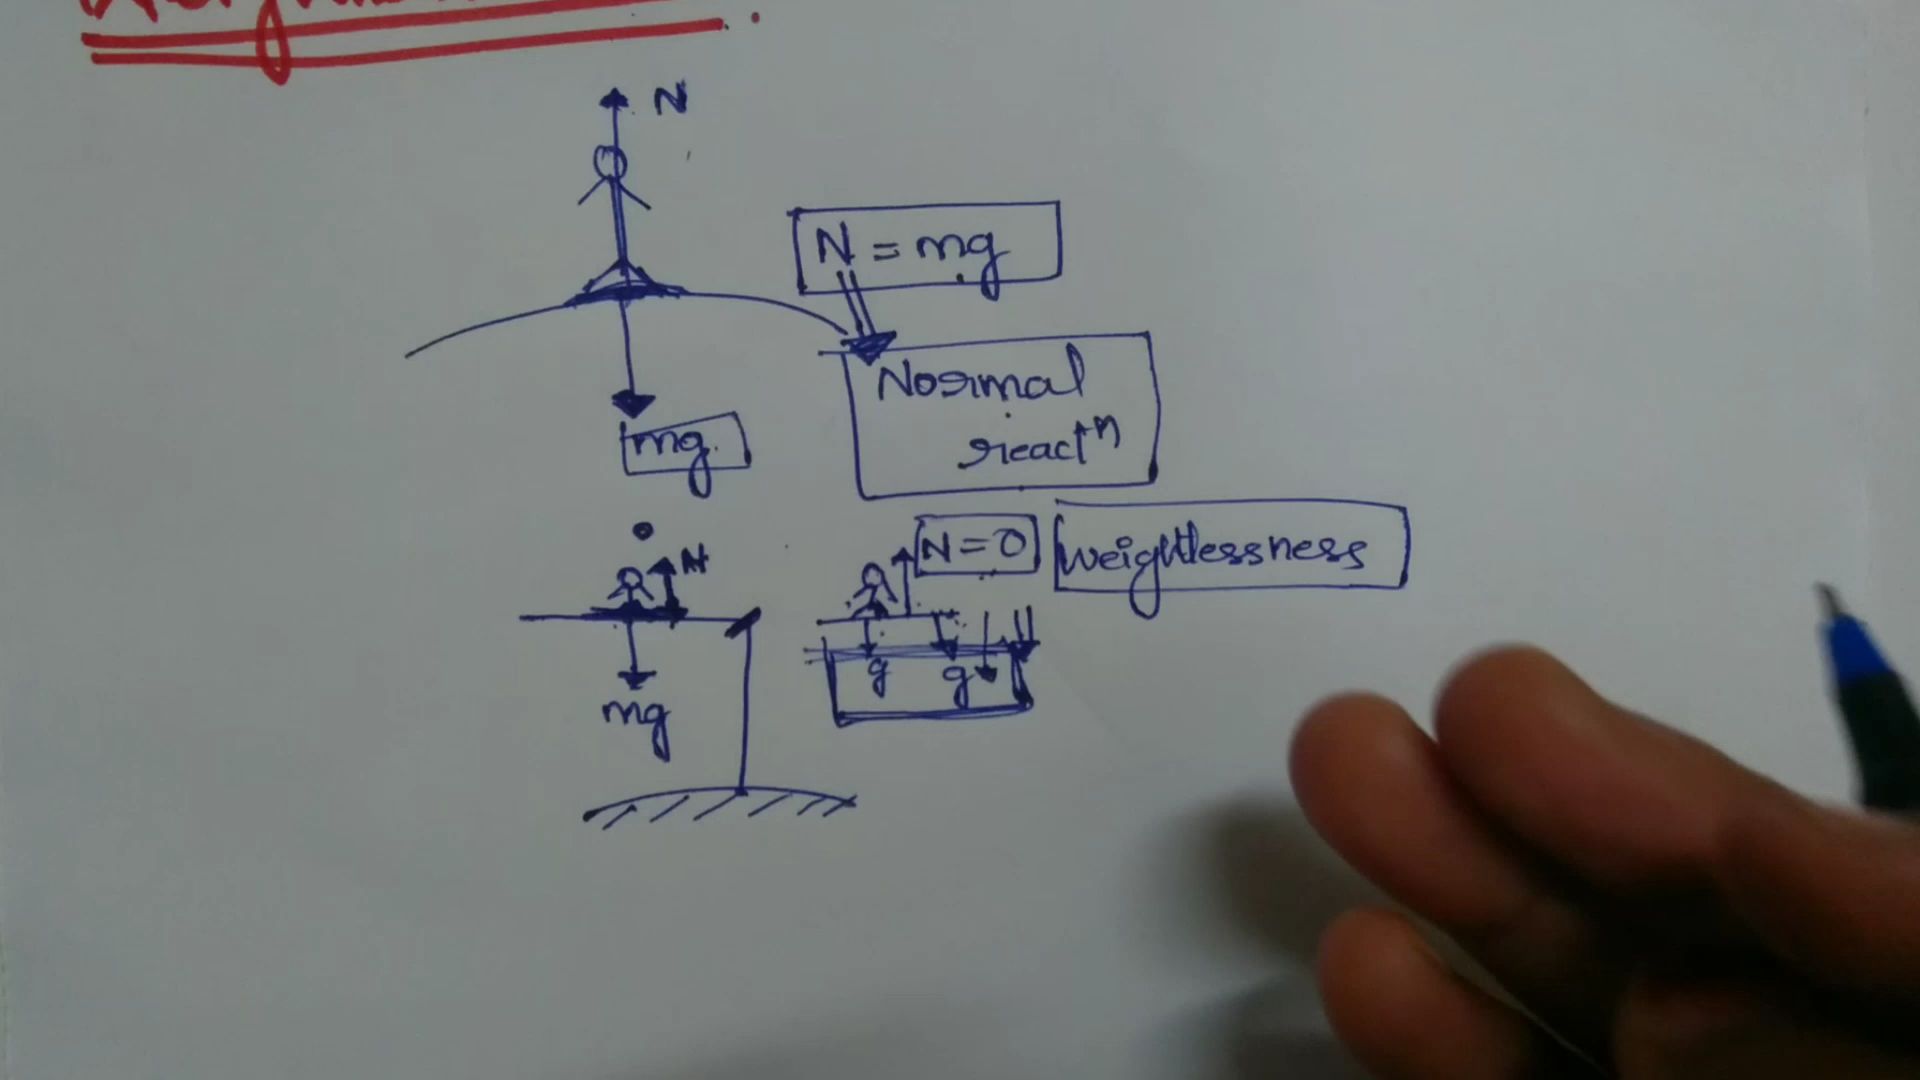 N
N = mg
Normal
reactⁿ
mg.
N
N = 0
weightlessness
mg
g
g